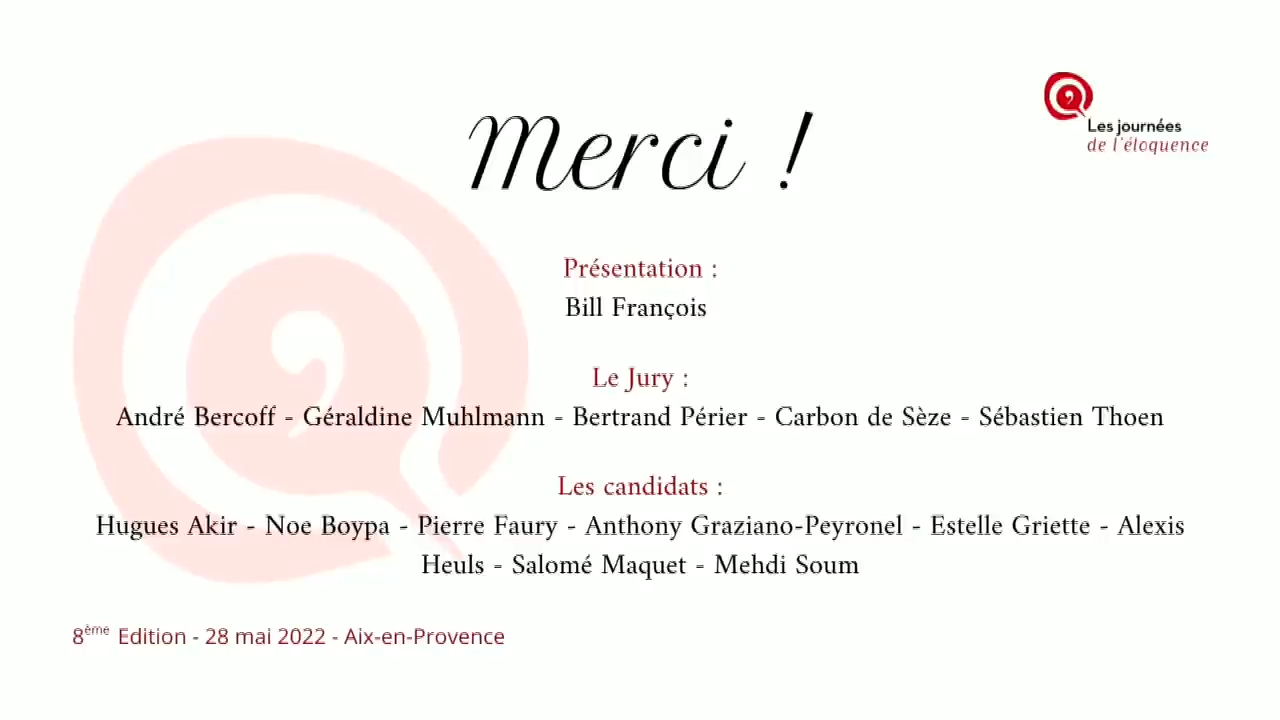 Merci !
Les journées
de l'éloquence
Présentation :
Bill François
Le Jury :
André Bercoff - Géraldine Muhlmann - Bertrand Périer - Carbon de Sèze - Sébastien Thoen
Les candidats :
Hugues Akir - Noe Boypa - Pierre Faury - Anthony Graziano-Peyronel - Estelle Griette - Alexis
Heuls - Salomé Maquet - Mehdi Soum
8ème Edition - 28 mai 2022 - Aix-en-Provence